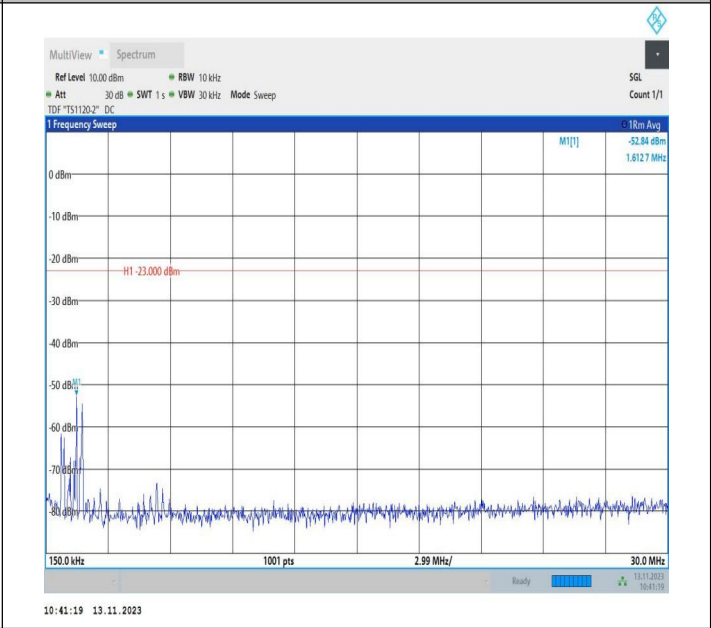 R S
MultiView Spectrum
Ref Level 10.00 dBm RBW 10 kHz SGL
Att 30 dB SWT 1 s VBW 30 kHz Mode Sweep Count 1/1
TDF "TS1120-2" DC
1 Frequency Sweep 1Rm Avg
M1[1] -52.84 dBm
1.612 7 MHz
0 dBm
-10 dBm
-20 dBm
H1 -23.000 dBm
-30 dBm
-40 dBm
-50 dBm
M1
-60 dBm
-70 dBm
-80 dBm
150.0 kHz 1001 pts 2.99 MHz/ 30.0 MHz
Ready 13.11.2023
10:41:19
10:41:19 13.11.2023